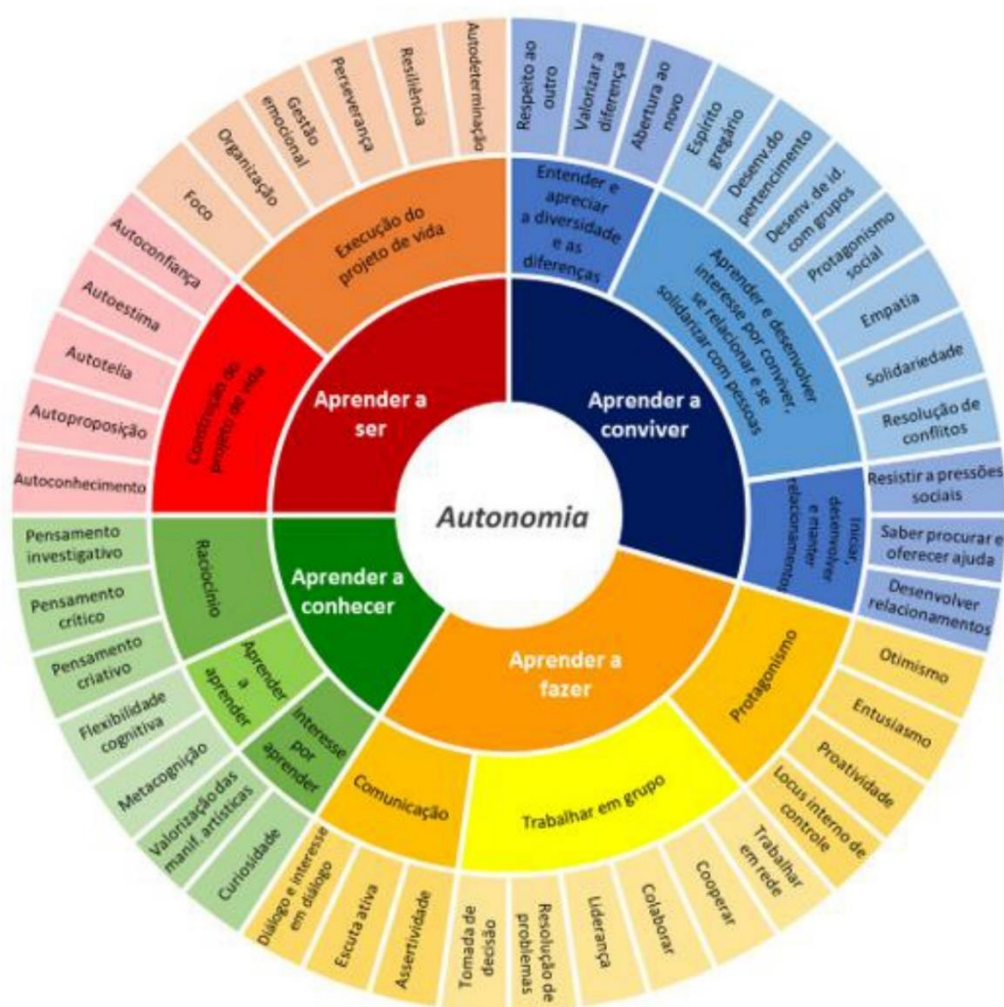 Autonomia
Aprender a
ser
Aprender a
conviver
Aprender a
fazer
Aprender a
conhecer
Execução do
projeto de vida
Construção do
projeto de vida
Entender e
apreciar
a diversidade
e as
diferenças
Aprender e desenvolver
interesse por conviver,
se relacionar e se
solidarizar com pessoas
Iniciar,
desenvolver
e manter
relacionamentos
Protagonismo
Trabalhar em grupo
Comunicação
Interesse
por
aprender
Aprender
a
aprender
Raciocínio
Respeito ao
outro
Valorizar a
diferença
Abertura ao
novo
Espírito
gregário
Desenv.do
pertencimento
Desenv. de id.
com grupos
Protagonismo
social
Empatia
Solidariedade
Resolução de
conflitos
Resistir a pressões
sociais
Saber procurar e
oferecer ajuda
Desenvolver
relacionamentos
Otimismo
Entusiasmo
Proatividade
Locus interno de
controle
Trabalhar
em rede
Cooperar
Colaborar
Liderança
Resolução de
problemas
Tomada de
decisão
Assertividade
Escuta ativa
Diálogo e interesse
em diálogo
Curiosidade
Valorização das
manif. artísticas
Metacognição
Flexibilidade
cognitiva
Pensamento
criativo
Pensamento
crítico
Pensamento
investigativo
Autoconhecimento
Autoproposição
Autotelia
Autoestima
Autoconfiança
Foco
Organização
Gestão
emocional
Perseverança
Resiliência
Autodeterminação